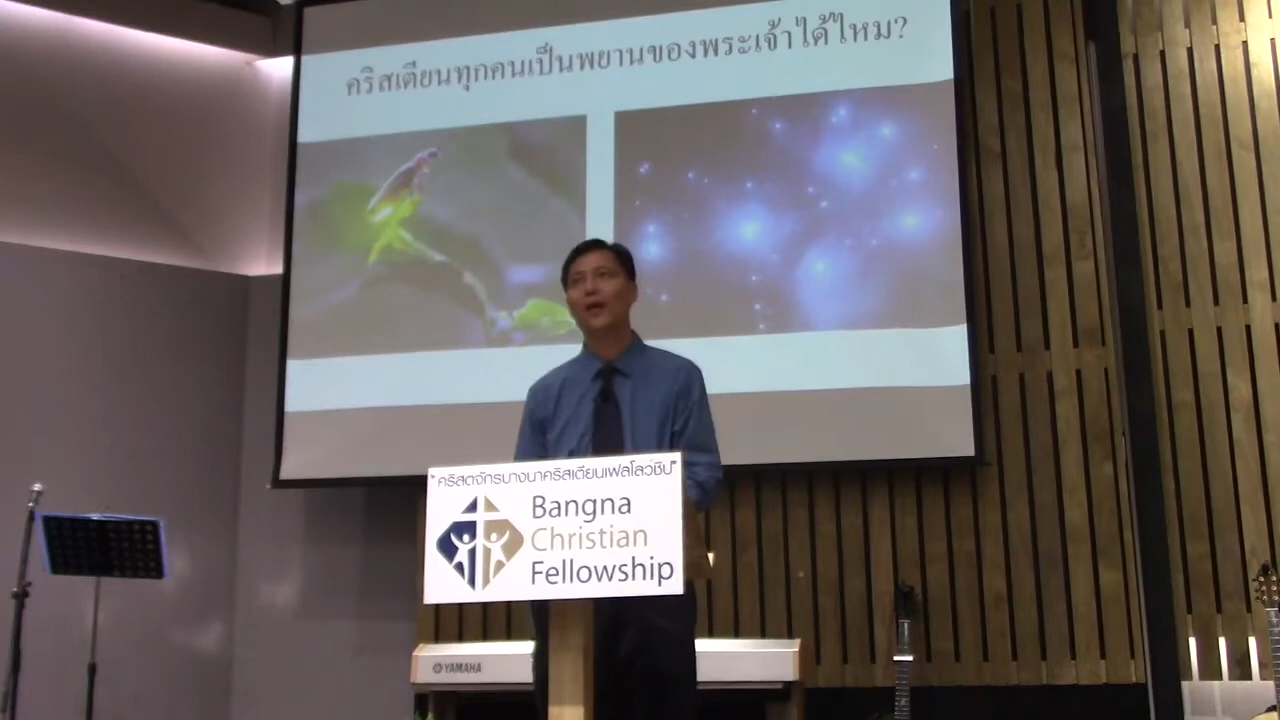 คริสเตียนทุกคนเป็นพยานของพระเจ้าได้ไหม?
คริสตจักรบางนาคริสเตียนเฟลโลว์ชิป
Bangna
Christian
Fellowship
YAMAHA